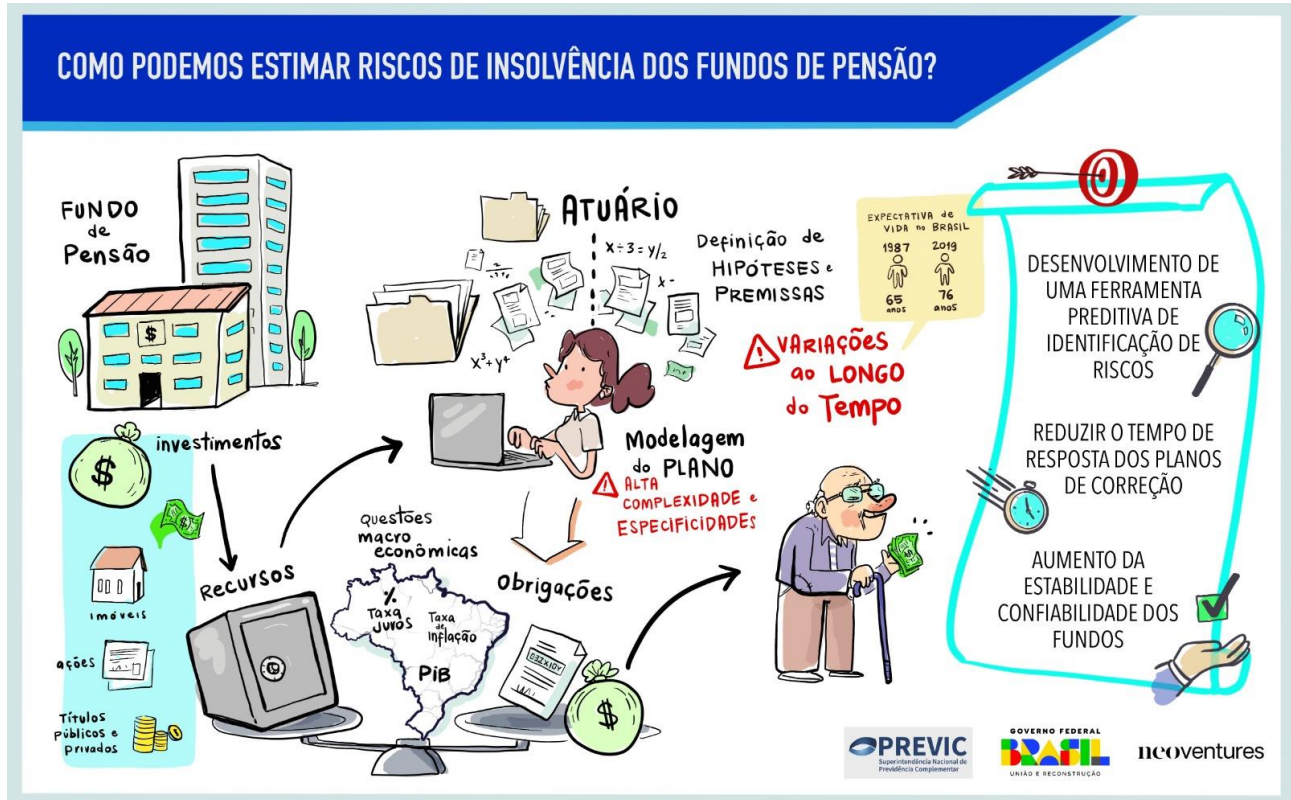 COMO PODEMOS ESTIMAR RISCOS DE INSOLVÊNCIA DOS FUNDOS DE PENSÃO?
FUNDO
de
Pensão
$
investimentos
$
$
imóveis
ações
Títulos
públicos e
privados
Recursos
ATUÁRIO
x÷3=y/2
x-
x³+y⁴
Definição de
HIPÓTESES e
PREMISSAS
EXPECTATIVA de
VIDA no BRASIL
1987 2019
65 76
anos anos
VARIAÇÕES
ao LONGO
do Tempo
Modelagem
do PLANO
ALTA
COMPLEXIDADE e
ESPECIFICIDADES
Questões
macro
econômicas
%
Taxa
Juros
Taxa
de
inflação
PiB
Obrigações
$
$
DESENVOLVIMENTO DE
UMA FERRAMENTA
PREDITIVA DE
IDENTIFICAÇÃO DE
RISCOS
REDUZIR O TEMPO DE
RESPOSTA DOS PLANOS
DE CORREÇÃO
AUMENTO DA
ESTABILIDADE E
CONFIABILIDADE DOS
FUNDOS
PREVIC
Superintendência Nacional de
Previdência Complementar
GOVERNO FEDERAL
BRASIL
UNIÃO E RECONSTRUÇÃO
neoventures